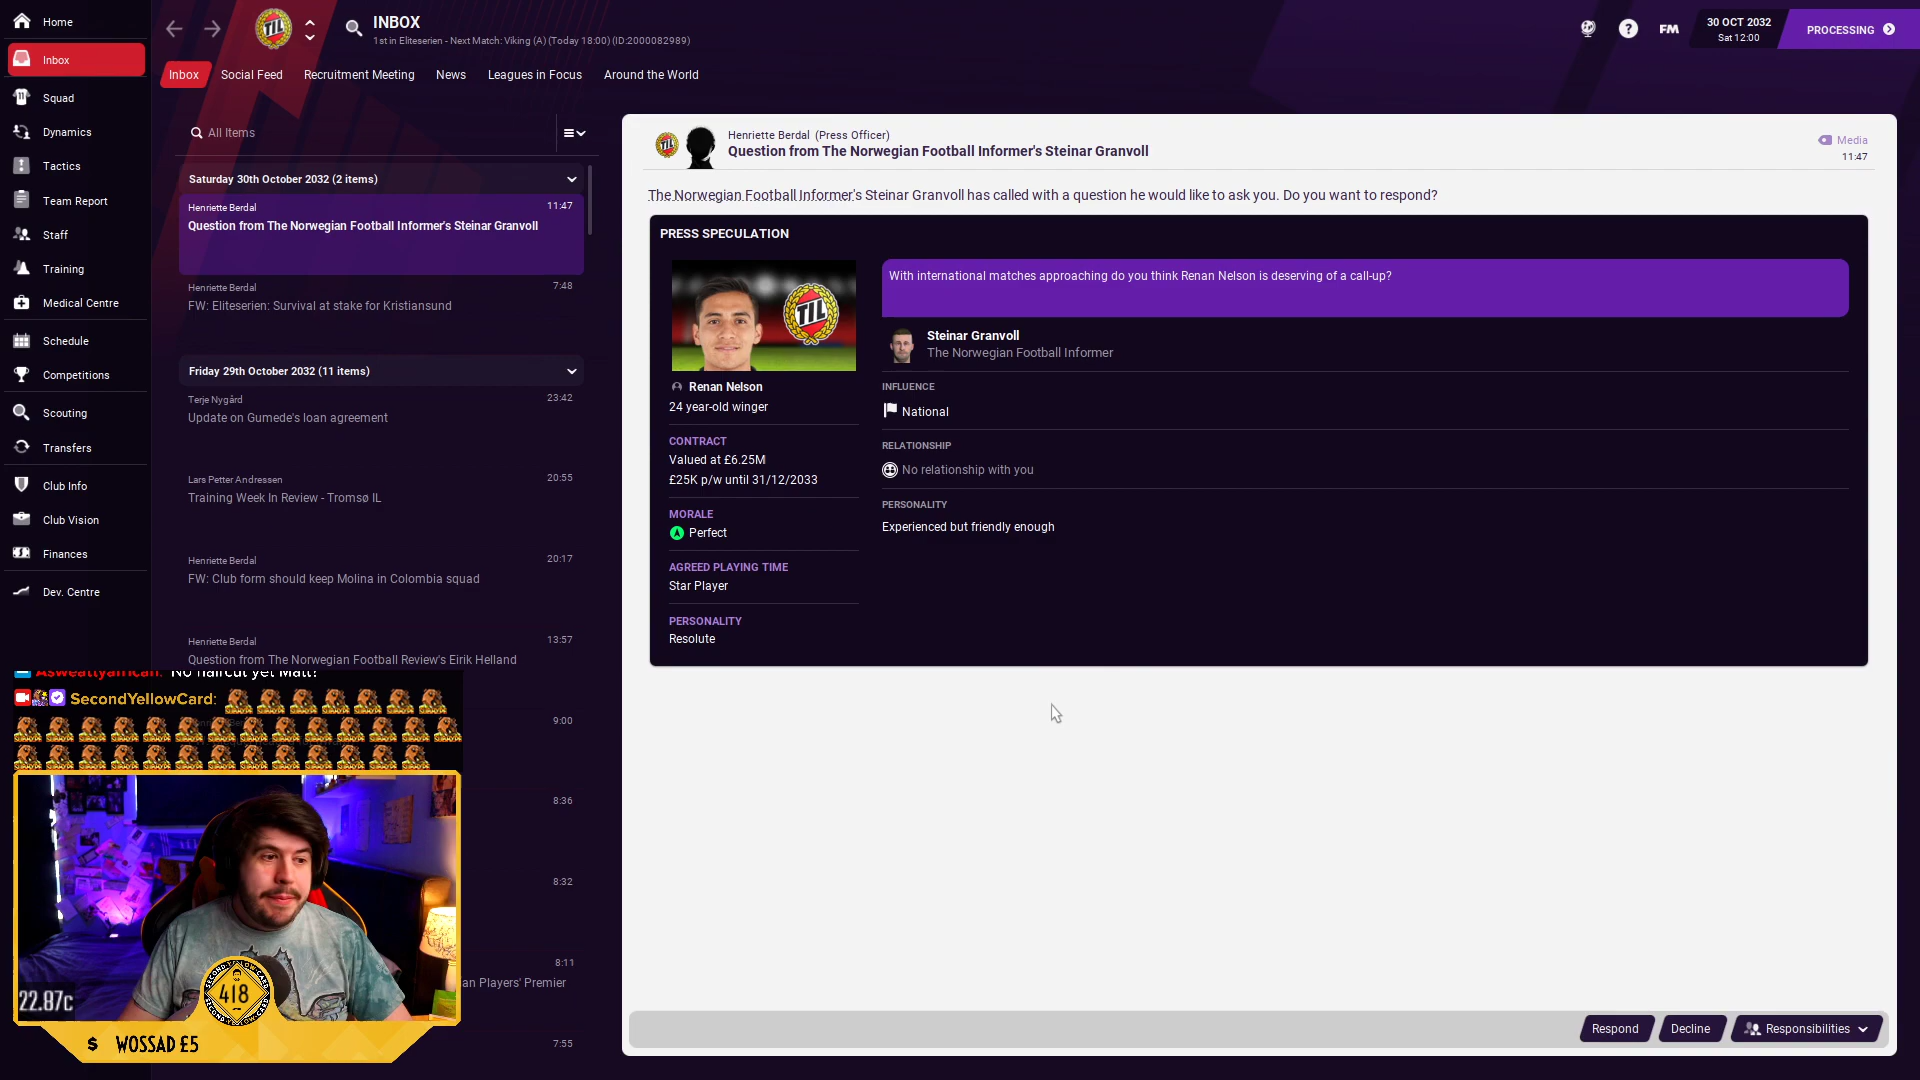 Home
Inbox
Squad
Dynamics
Tactics
Team Report
Staff
Training
Medical Centre
Schedule
Competitions
Scouting
Transfers
Club Info
Club Vision
Finances
Dev. Centre
TIL
INBOX
1st in Eliteserien - Next Match: Viking (A) (Today 18:00) (ID:2000082989)
FM
30 OCT 2032
Sat 12:00
PROCESSING
Inbox
Social Feed
Recruitment Meeting
News
Leagues in Focus
Around the World
All Items
Saturday 30th October 2032 (2 items)
Henriette Berdal
11:47
Question from The Norwegian Football Informer's Steinar Granvoll
Henriette Berdal
7:48
FW: Eliteserien: Survival at stake for Kristiansund
Friday 29th October 2032 (11 items)
Terje Nygård
23:42
Update on Gumede's loan agreement
Lars Petter Andressen
20:55
Training Week In Review - Tromsø IL
Henriette Berdal
20:17
FW: Club form should keep Molina in Colombia squad
Henriette Berdal
13:57
Question from The Norwegian Football Review's Eirik Helland
9:00
8:36
8:32
8:11
an Players' Premier
7:55
Asweatyafrican: No haircut yet Matt?
SecondYellowCard:
22.87c
SECOND YELLOW CARD
418
$ WOSSAD £5
TIL
Henriette Berdal (Press Officer)
Question from The Norwegian Football Informer's Steinar Granvoll
Media
11:47
The Norwegian Football Informer's Steinar Granvoll has called with a question he would like to ask you. Do you want to respond?
PRESS SPECULATION
TIL
Renan Nelson
24 year-old winger
CONTRACT
Valued at £6.25M
£25K p/w until 31/12/2033
MORALE
Perfect
AGREED PLAYING TIME
Star Player
PERSONALITY
Resolute
With international matches approaching do you think Renan Nelson is deserving of a call-up?
Steinar Granvoll
The Norwegian Football Informer
INFLUENCE
National
RELATIONSHIP
No relationship with you
PERSONALITY
Experienced but friendly enough
Respond
Decline
Responsibilities